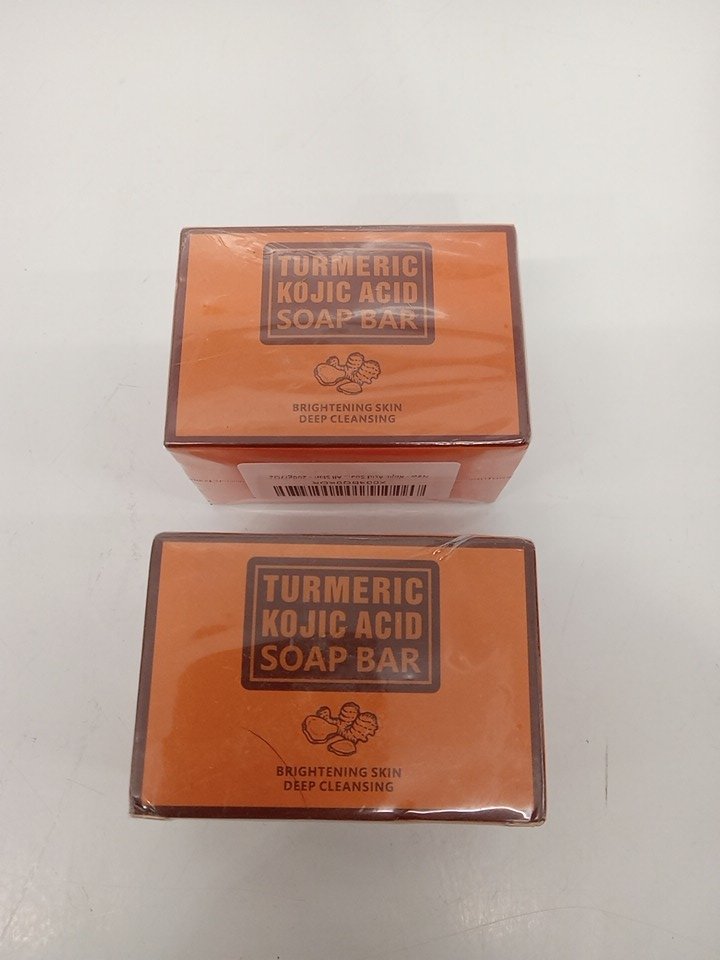 TURMERIC
KOJIC ACID
SOAP BAR
BRIGHTENING SKIN
DEEP CLEANSING
TURMERIC
KOJIC ACID
SOAP BAR
BRIGHTENING SKIN
DEEP CLEANSING